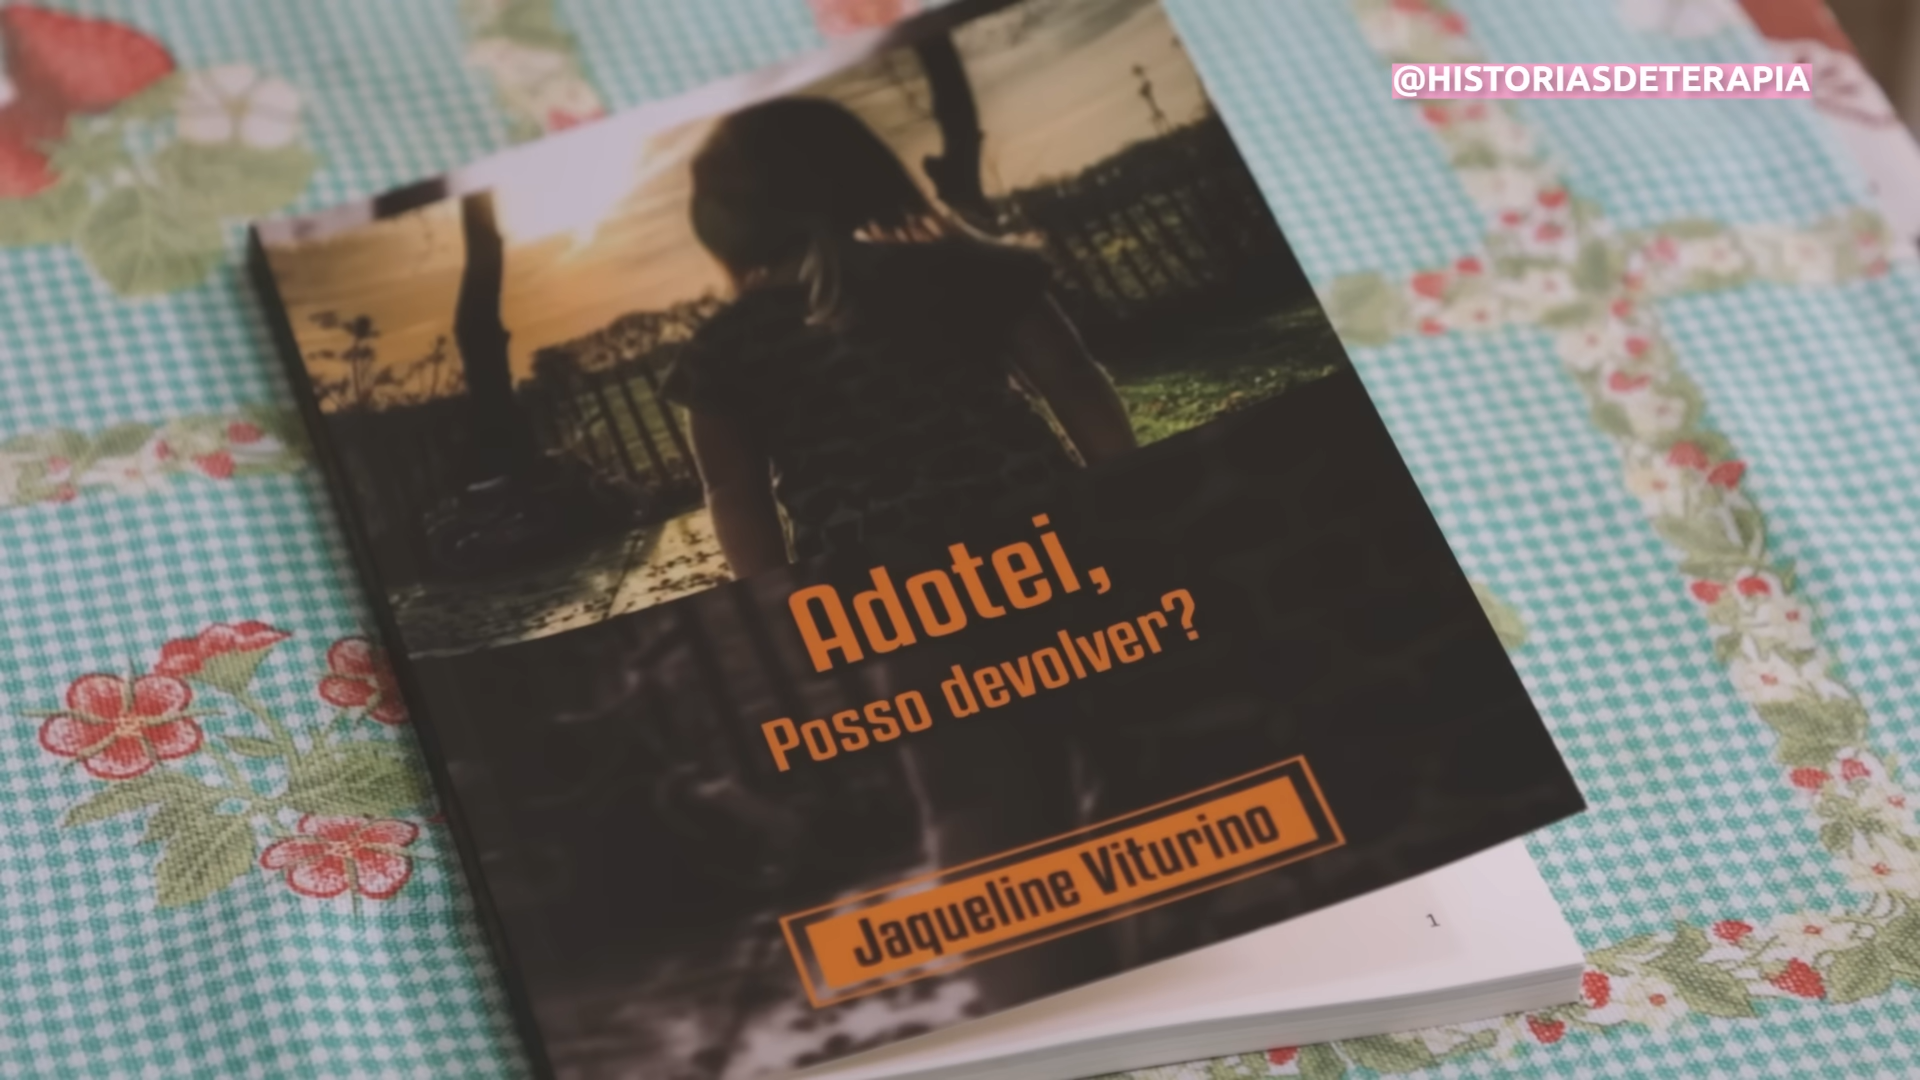 @HISTORIASDETERAPIA
Adotei,
Posso devolver?
Jaqueline Viturino
1